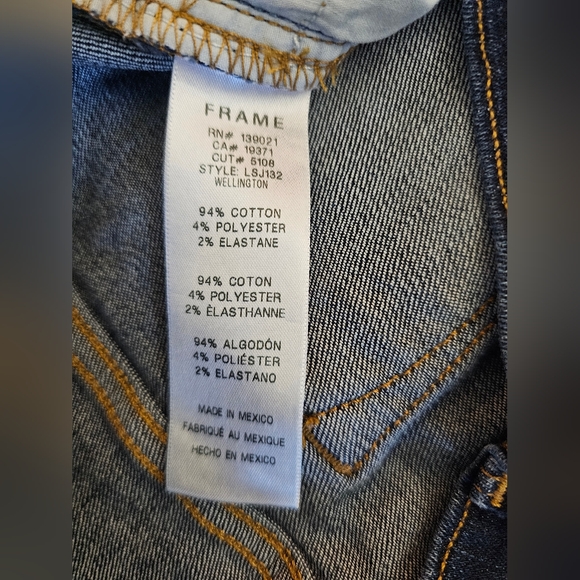 FRAME
RN# 139021
CA# 19371
CUT# 5108
STYLE: LSJ132
WELLINGTON
94% COTTON
4% POLYESTER
2% ELASTANE
94% COTON
4% POLYESTER
2% ÉLASTHANNE
94% ALGODÓN
4% POLIÉSTER
2% ELASTANO
MADE IN MEXICO
FABRIQUÉ AU MEXIQUE
HECHO EN MEXICO